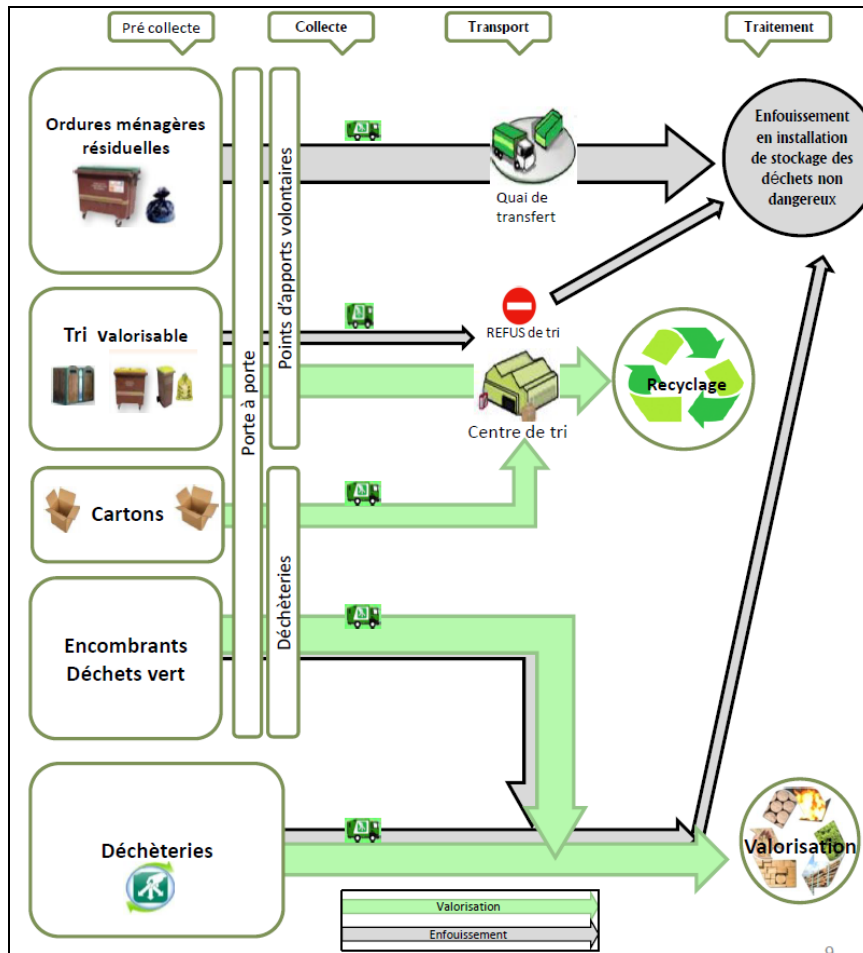 Pré collecte
Collecte
Transport
Traitement
Ordures ménagères
résiduelles
Points d'apports volontaires
Porte à porte
Quai de
transfert
Enfouissement
en installation
de stockage des
déchets non
dangereux
Tri valorisable
REFUS de tri
Centre de tri
Recyclage
Cartons
Déchèteries
Encombrants
Déchets vert
Déchèteries
Valorisation
Valorisation
Enfouissement
9